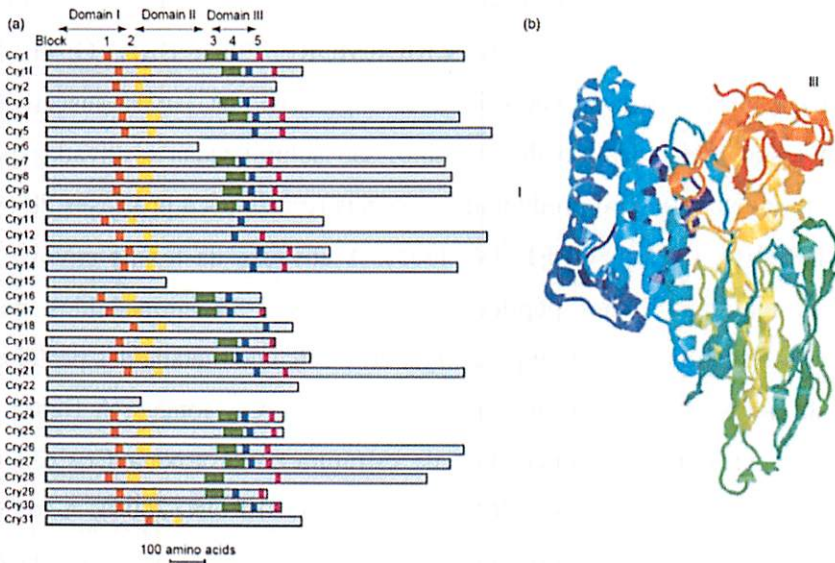 (a)
Domain I Domain II Domain III
Block 1 2 3 4 5
Cry1
Cry1I
Cry2
Cry3
Cry4
Cry5
Cry6
Cry7
Cry8
Cry9
Cry10
Cry11
Cry12
Cry13
Cry14
Cry15
Cry16
Cry17
Cry18
Cry19
Cry20
Cry21
Cry22
Cry23
Cry24
Cry25
Cry26
Cry27
Cry28
Cry29
Cry30
Cry31
100 amino acids
(b)
III
I